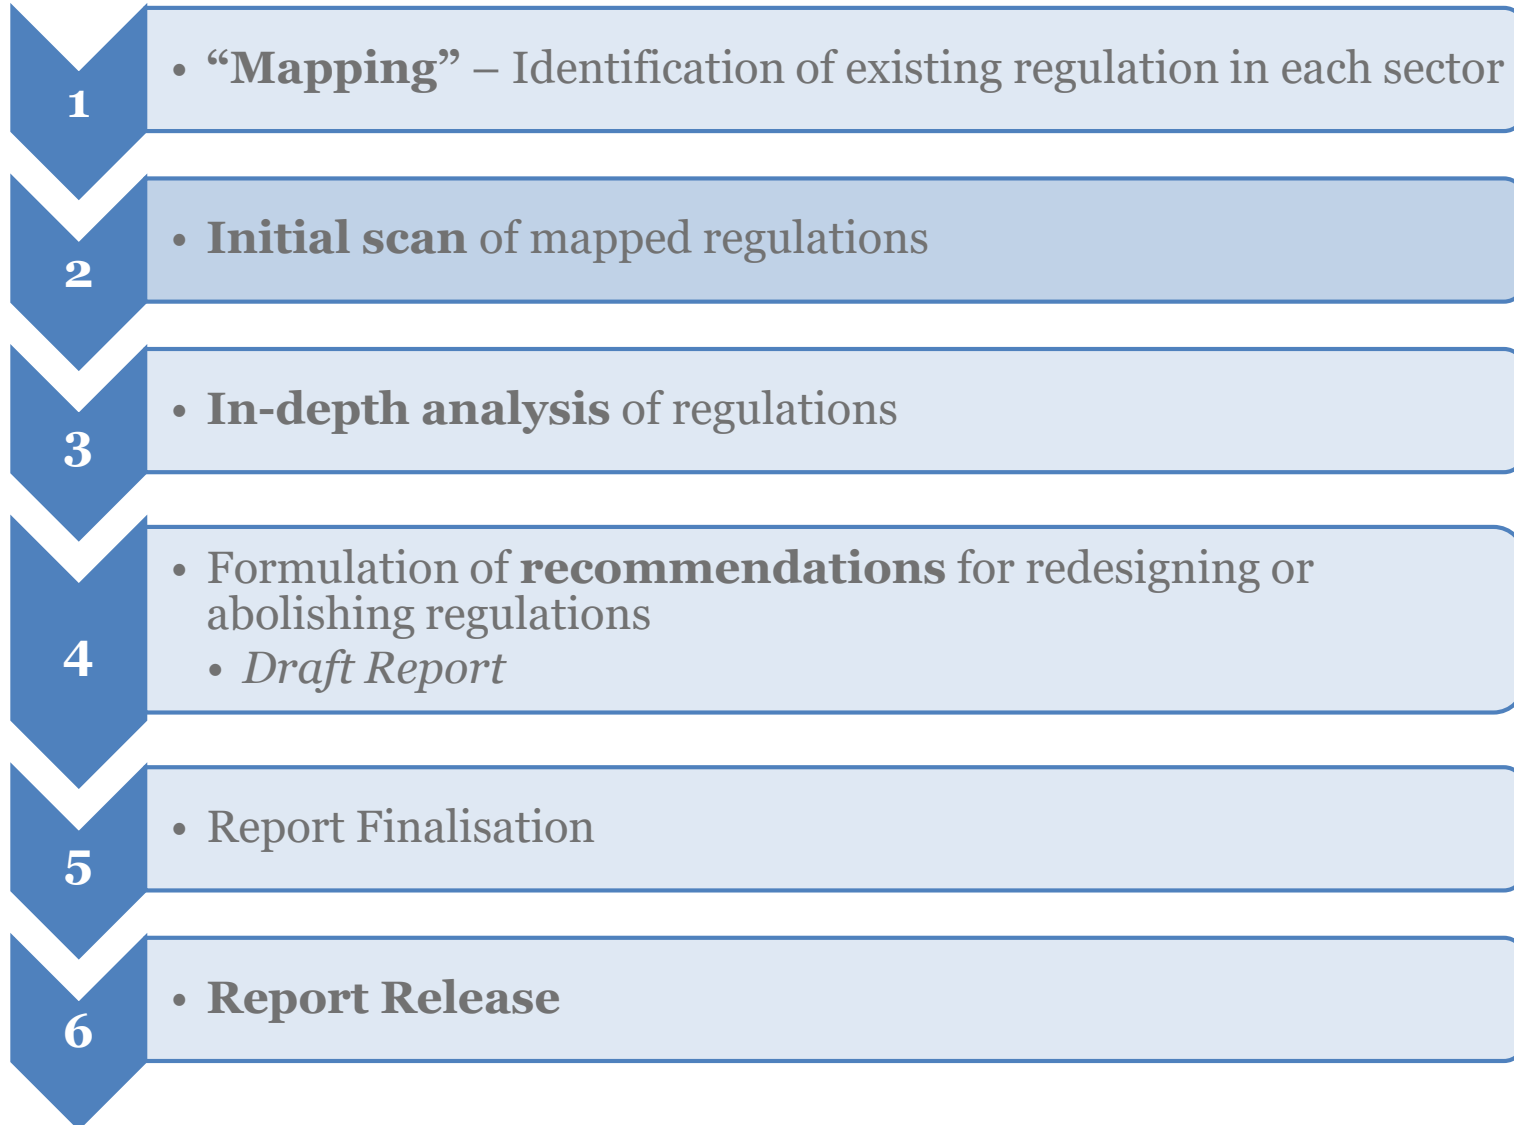 1
• “Mapping” – Identification of existing regulation in each sector
2
• Initial scan of mapped regulations
3
• In-depth analysis of regulations
4
• Formulation of recommendations for redesigning or
abolishing regulations
• Draft Report
5
• Report Finalisation
6
• Report Release